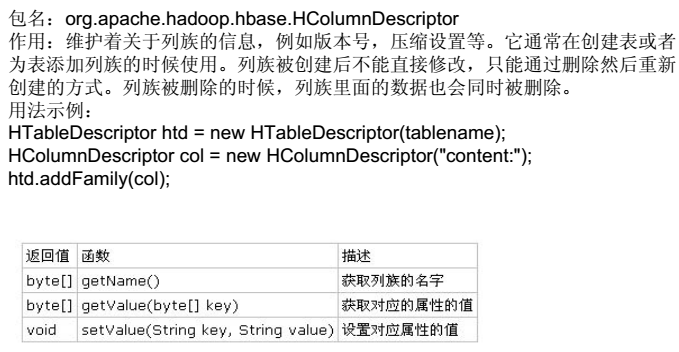 包名：org.apache.hadoop.hbase.HColumnDescriptor
作用：维护着关于列族的信息，例如版本号，压缩设置等。它通常在创建表或者
为表添加列族的时候使用。列族被创建后不能直接修改，只能通过删除然后重新
创建的方式。列族被删除的时候，列族里面的数据也会同时被删除。
用法示例：
HTableDescriptor htd = new HTableDescriptor(tablename);
HColumnDescriptor col = new HColumnDescriptor("content:");
htd.addFamily(col);
返回值 函数 描述
byte[] getName() 获取列族的名字
byte[] getValue(byte[] key) 获取对应的属性的值
void setValue(String key, String value) 设置对应属性的值